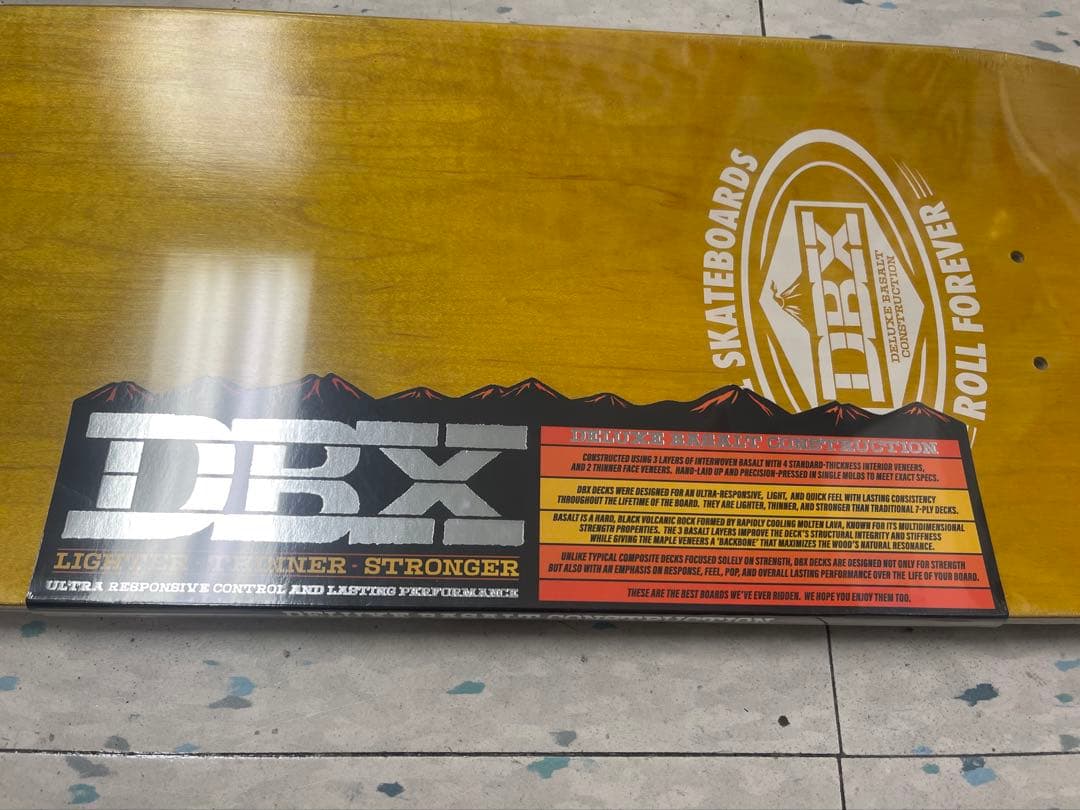 SKATEBOARDS
ROLL FOREVER
DBX
DELUXE BASALT
CONSTRUCTION
DBX
LIGHTER - THINNER - STRONGER
ULTRA RESPONSIVE CONTROL AND LASTING PERFORMANCE
DELUXE BASALT CONSTRUCTION
CONSTRUCTED USING 3 LAYERS OF INTERWOVEN BASALT WITH 4 STANDARD-THICKNESS INTERIOR VENEERS,
AND 2 THINNER FACE VENEERS. HAND-LAID UP AND PRECISION-PRESSED IN SINGLE MOLDS TO MEET EXACT SPECS.
DBX DECKS WERE DESIGNED FOR AN ULTRA-RESPONSIVE, LIGHT, AND QUICK FEEL WITH LASTING CONSISTENCY
THROUGHOUT THE LIFETIME OF THE BOARD. THEY ARE LIGHTER, THINNER, AND STRONGER THAN TRADITIONAL 7-PLY DECKS.
BASALT IS A HARD, BLACK VOLCANIC ROCK FORMED BY RAPIDLY COOLING MOLTEN LAVA, KNOWN FOR ITS MULTIDIMENSIONAL
STRENGTH PROPENTIES. THE 3 BASALT LAYERS IMPROVE THE DECK'S STRUCTURAL INTEGRITY AND STIFFNESS
WHILE GIVING THE MAPLE VENEERS A 'BACKBONE' THAT MAXIMIZES THE WOOD'S NATURAL RESONANCE.
UNLIKE TYPICAL COMPOSITE DECKS FOCUSED SOLELY ON STRENGTH, DBX DECKS ARE DESIGNED NOT ONLY FOR STRENGTH
BUT ALSO WITH AN EMPHASIS ON RESPONSE, FEEL, POP, AND OVERALL LASTING PERFORMANCE OVER THE LIFE OF YOUR BOARD.
THESE ARE THE BEST BOARDS WE'VE EVER RIDDEN. WE HOPE YOU ENJOY THEM TOO.